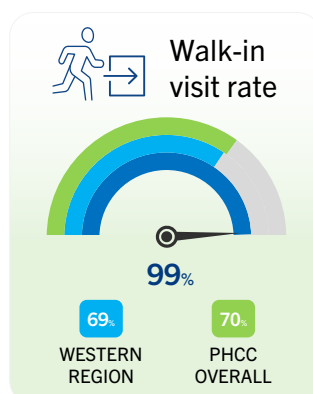 Walk-in
visit rate
99%
69%
70%
WESTERN
REGION
PHCC
OVERALL